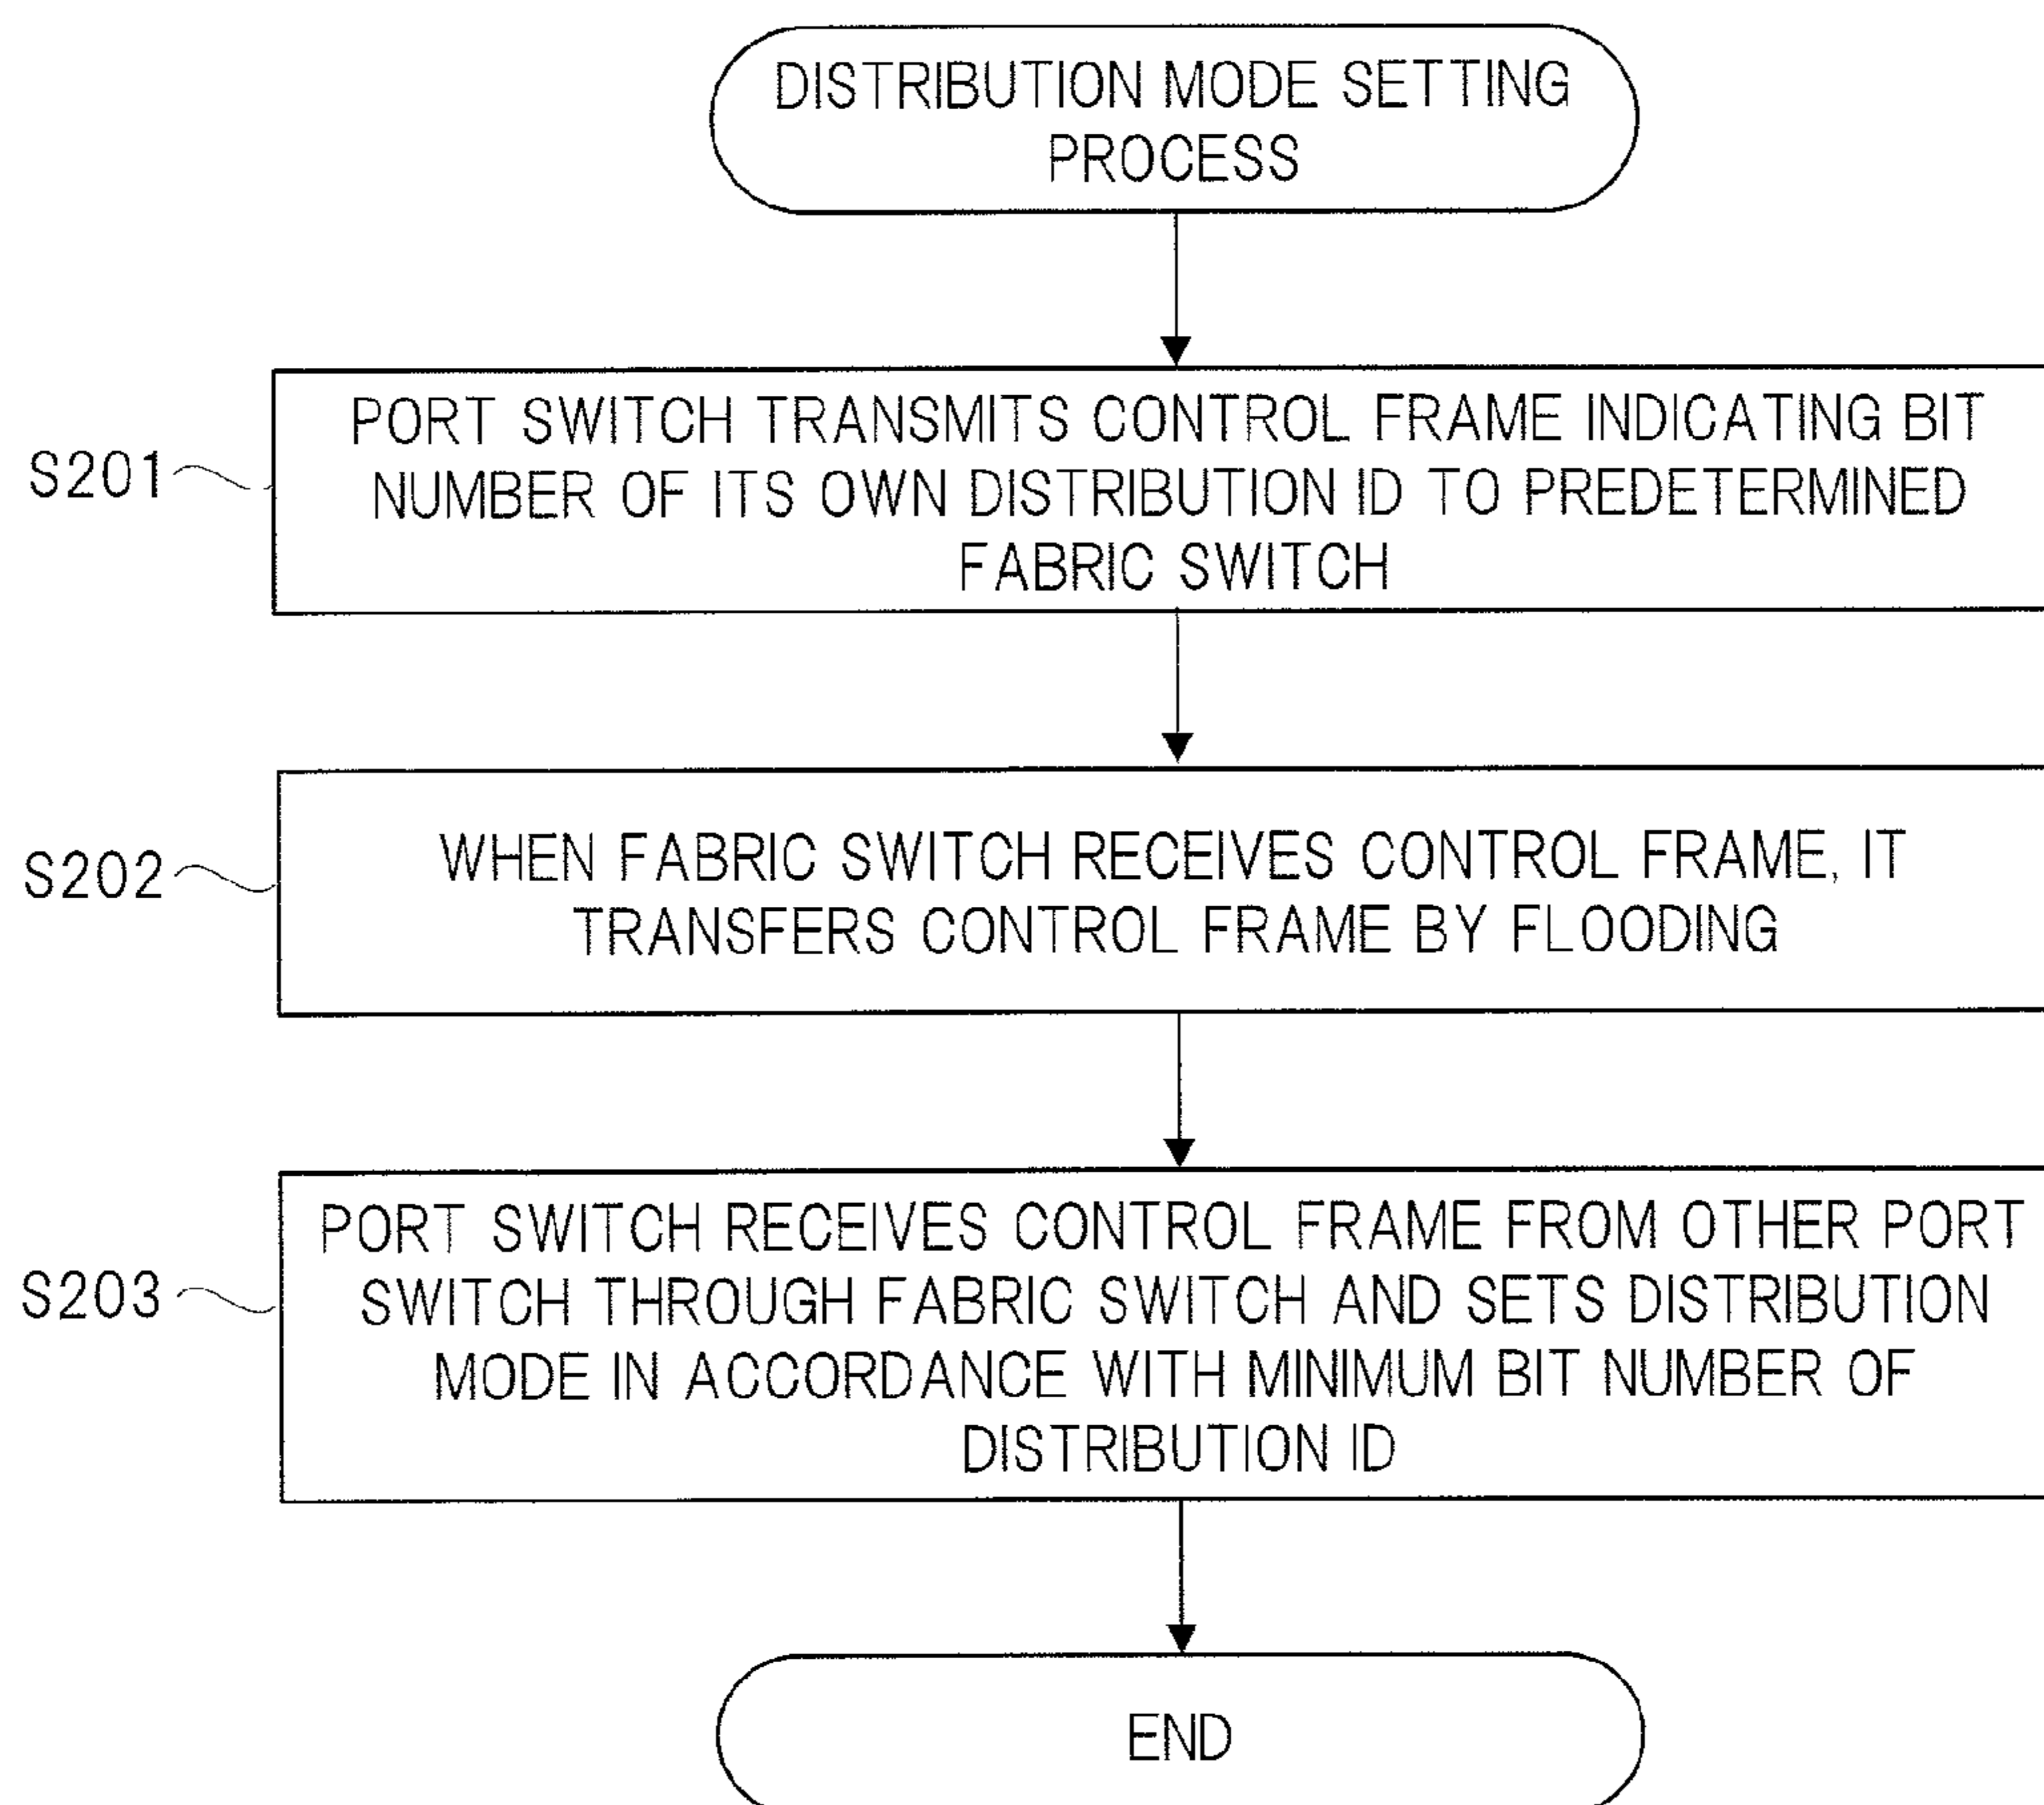 DISTRIBUTION MODE SETTING
PROCESS
S201
PORT SWITCH TRANSMITS CONTROL FRAME INDICATING BIT
NUMBER OF ITS OWN DISTRIBUTION ID TO PREDETERMINED
FABRIC SWITCH
S202
WHEN FABRIC SWITCH RECEIVES CONTROL FRAME, IT
TRANSFERS CONTROL FRAME BY FLOODING
S203
PORT SWITCH RECEIVES CONTROL FRAME FROM OTHER PORT
SWITCH THROUGH FABRIC SWITCH AND SETS DISTRIBUTION
MODE IN ACCORDANCE WITH MINIMUM BIT NUMBER OF
DISTRIBUTION ID
END